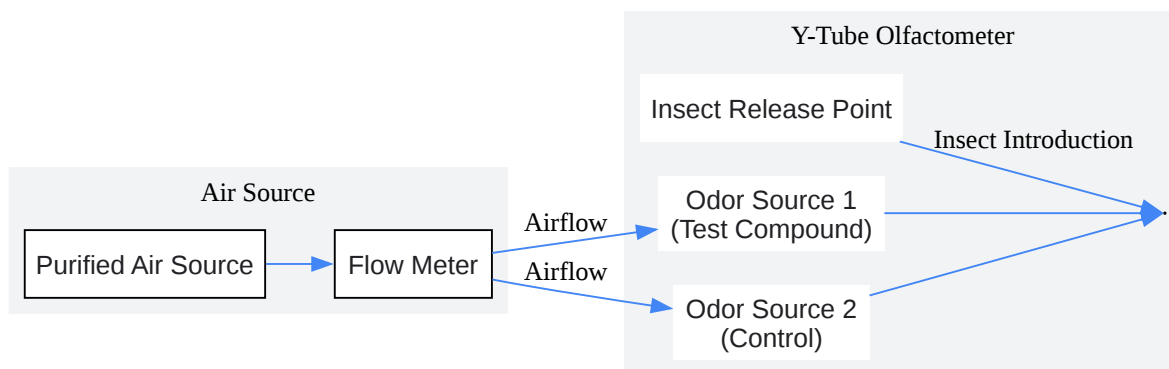 Air Source
Purified Air Source
Flow Meter
Airflow
Airflow
Y-Tube Olfactometer
Insect Release Point
Insect Introduction
Odor Source 1
(Test Compound)
Odor Source 2
(Control)